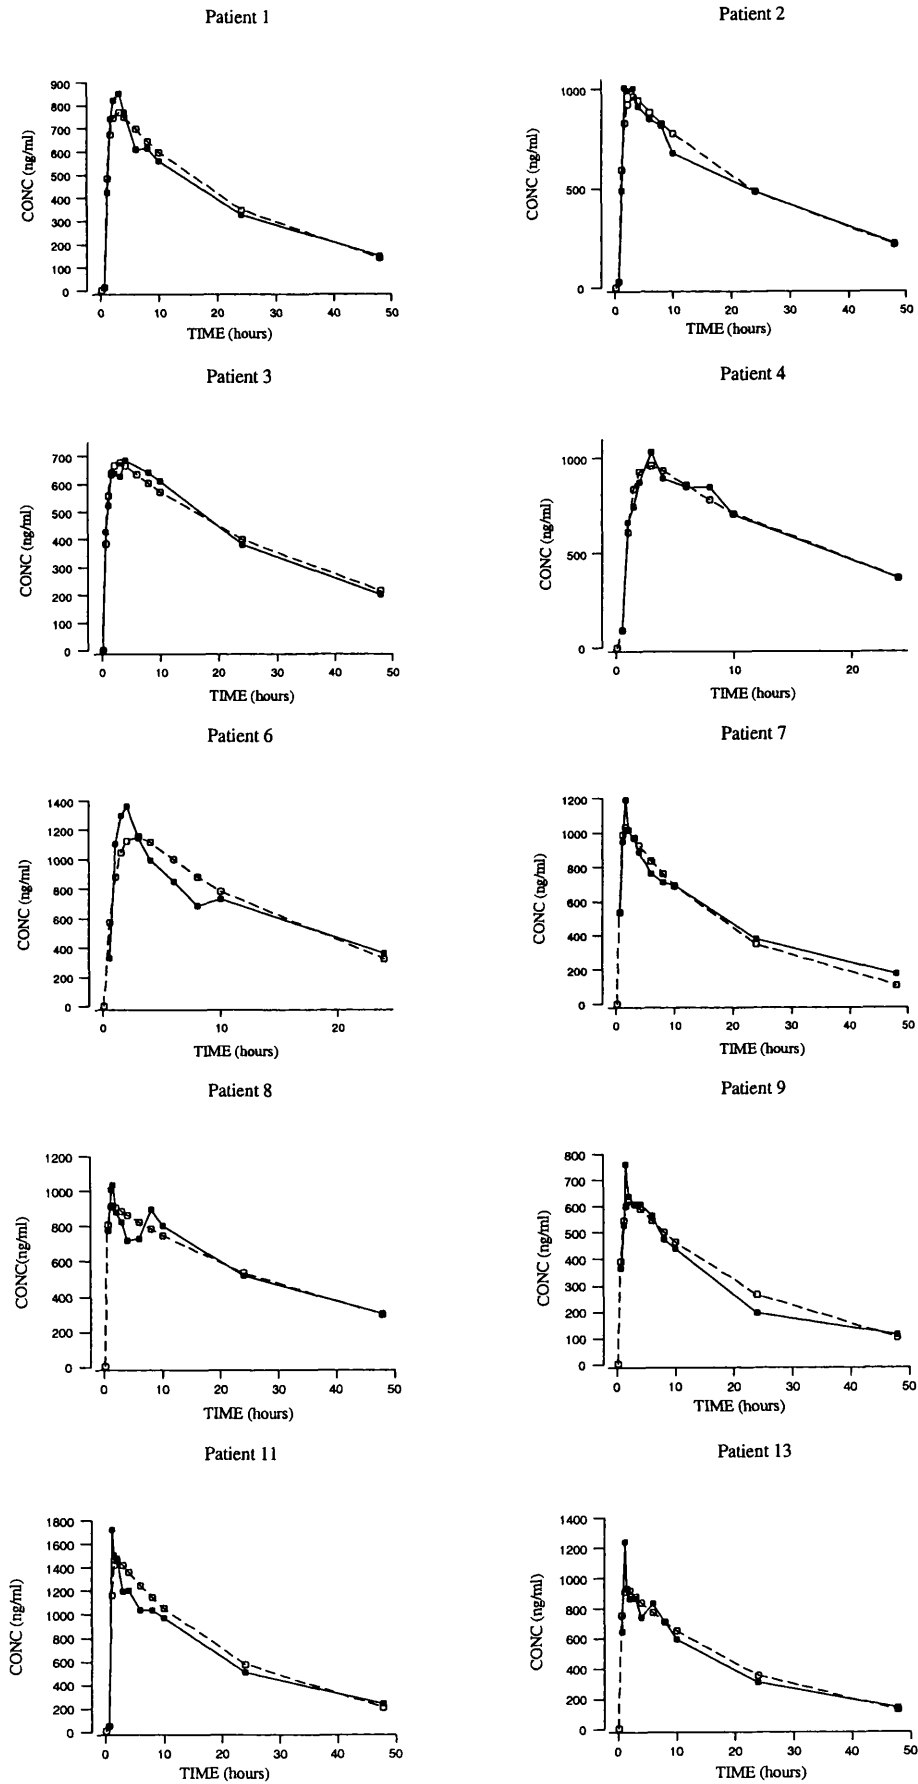 Patient 1
Patient 2
900
800
700
600
500
400
300
200
100
0
CONC (ng/ml)
0 10 20 30 40 50
TIME (hours)
1000
500
0
CONC (ng/ml)
0 10 20 30 40 50
TIME (hours)
Patient 3
Patient 4
700
600
500
400
300
200
100
0
CONC (ng/ml)
0 10 20 30 40 50
TIME (hours)
1000
500
0
CONC (ng/ml)
0 10 20
TIME (hours)
Patient 6
Patient 7
1400
1200
1000
800
600
400
200
0
CONC (ng/ml)
0 10 20
TIME (hours)
1200
1000
800
600
400
200
0
CONC (ng/ml)
0 10 20 30 40 50
TIME (hours)
Patient 8
Patient 9
1200
1000
800
600
400
200
0
CONC(ng/ml)
0 10 20 30 40 50
TIME (hours)
800
700
600
500
400
300
200
100
0
CONC (ng/ml)
0 10 20 30 40 50
TIME (hours)
Patient 11
Patient 13
1800
1600
1400
1200
1000
800
600
400
200
0
CONC (ng/ml)
0 10 20 30 40 50
TIME (hours)
1400
1200
1000
800
600
400
200
0
CONC (ng/ml)
0 10 20 30 40 50
TIME (hours)